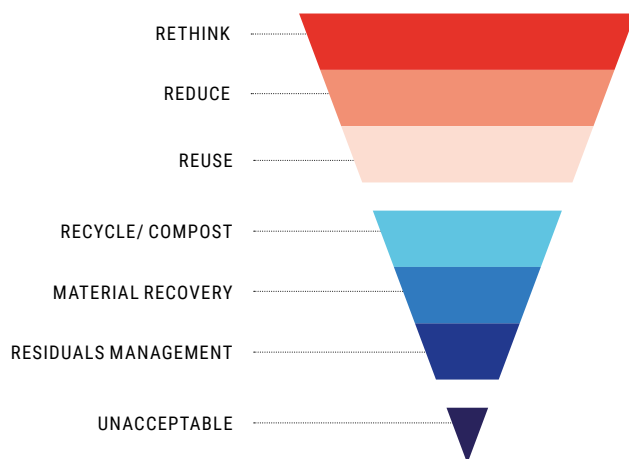 RETHINK
REDUCE
REUSE
RECYCLE/ COMPOST
MATERIAL RECOVERY
RESIDUALS MANAGEMENT
UNACCEPTABLE